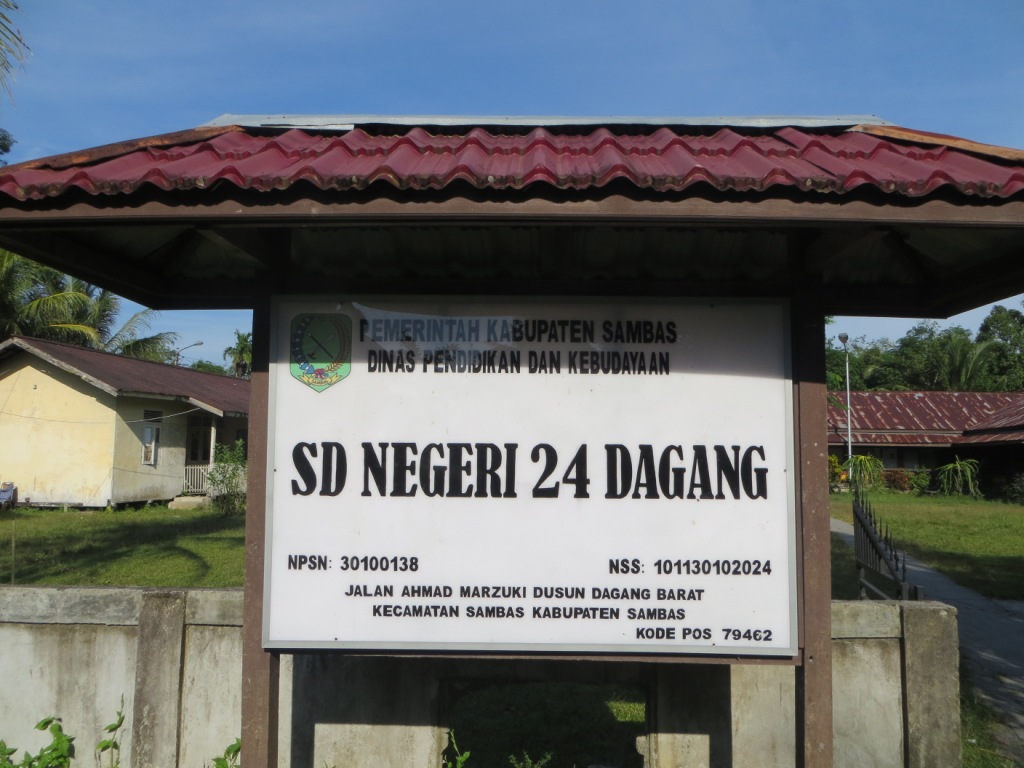 PEMERINTAH KABUPATEN SAMBAS
DINAS PENDIDIKAN DAN KEBUDAYAAN
SD NEGERI 24 DAGANG
NPSN: 30100138 NSS: 101130102024
JALAN AHMAD MARZUKI DUSUN DAGANG BARAT
KECAMATAN SAMBAS KABUPATEN SAMBAS
KODE POS 79462